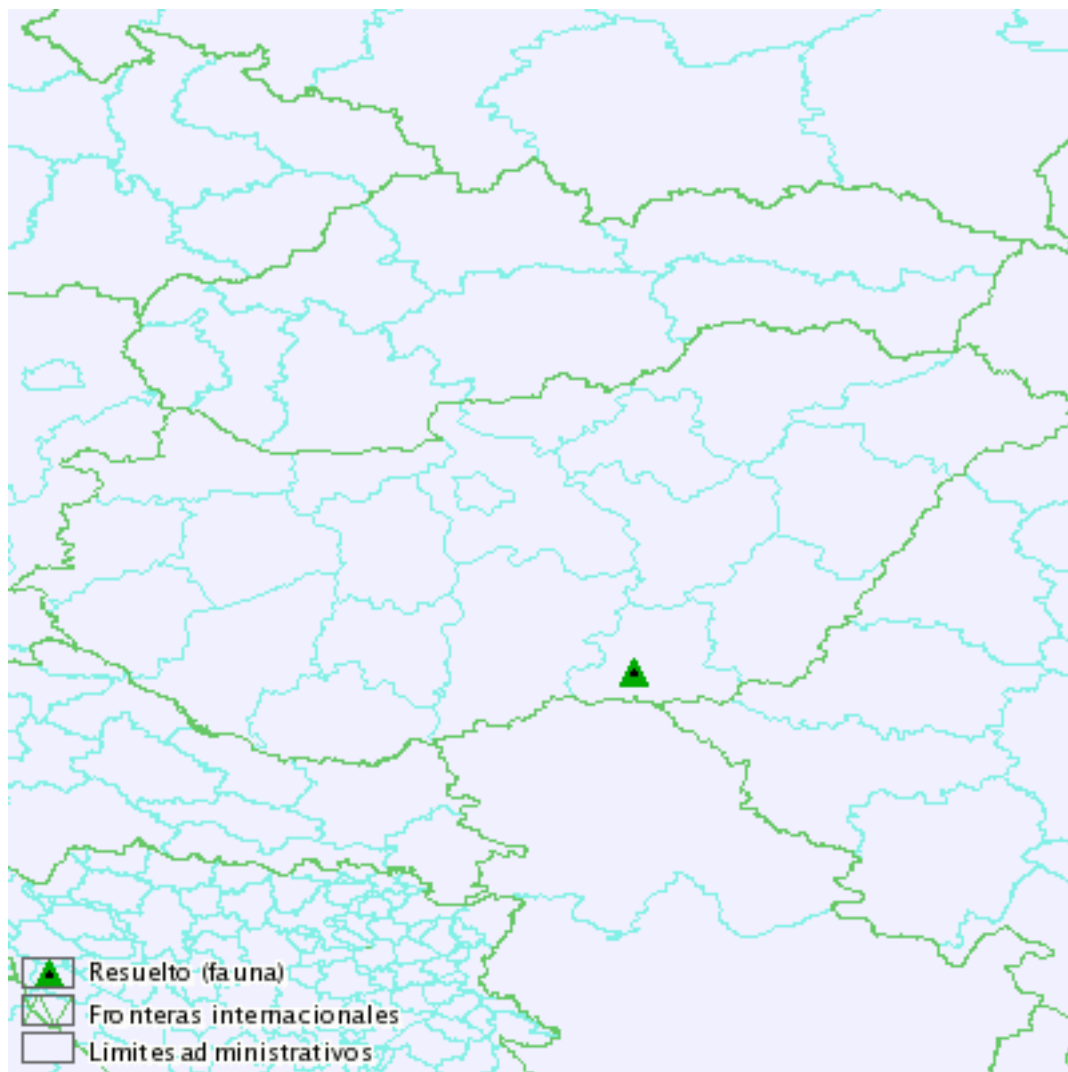 Resuelto (fauna)
Fronteras internacionales
Limites administrativos